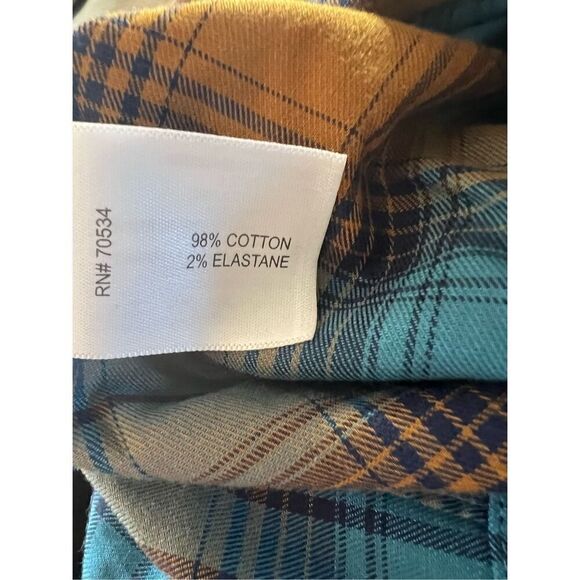 98% COTTON
2% ELASTANE
RN# 70534